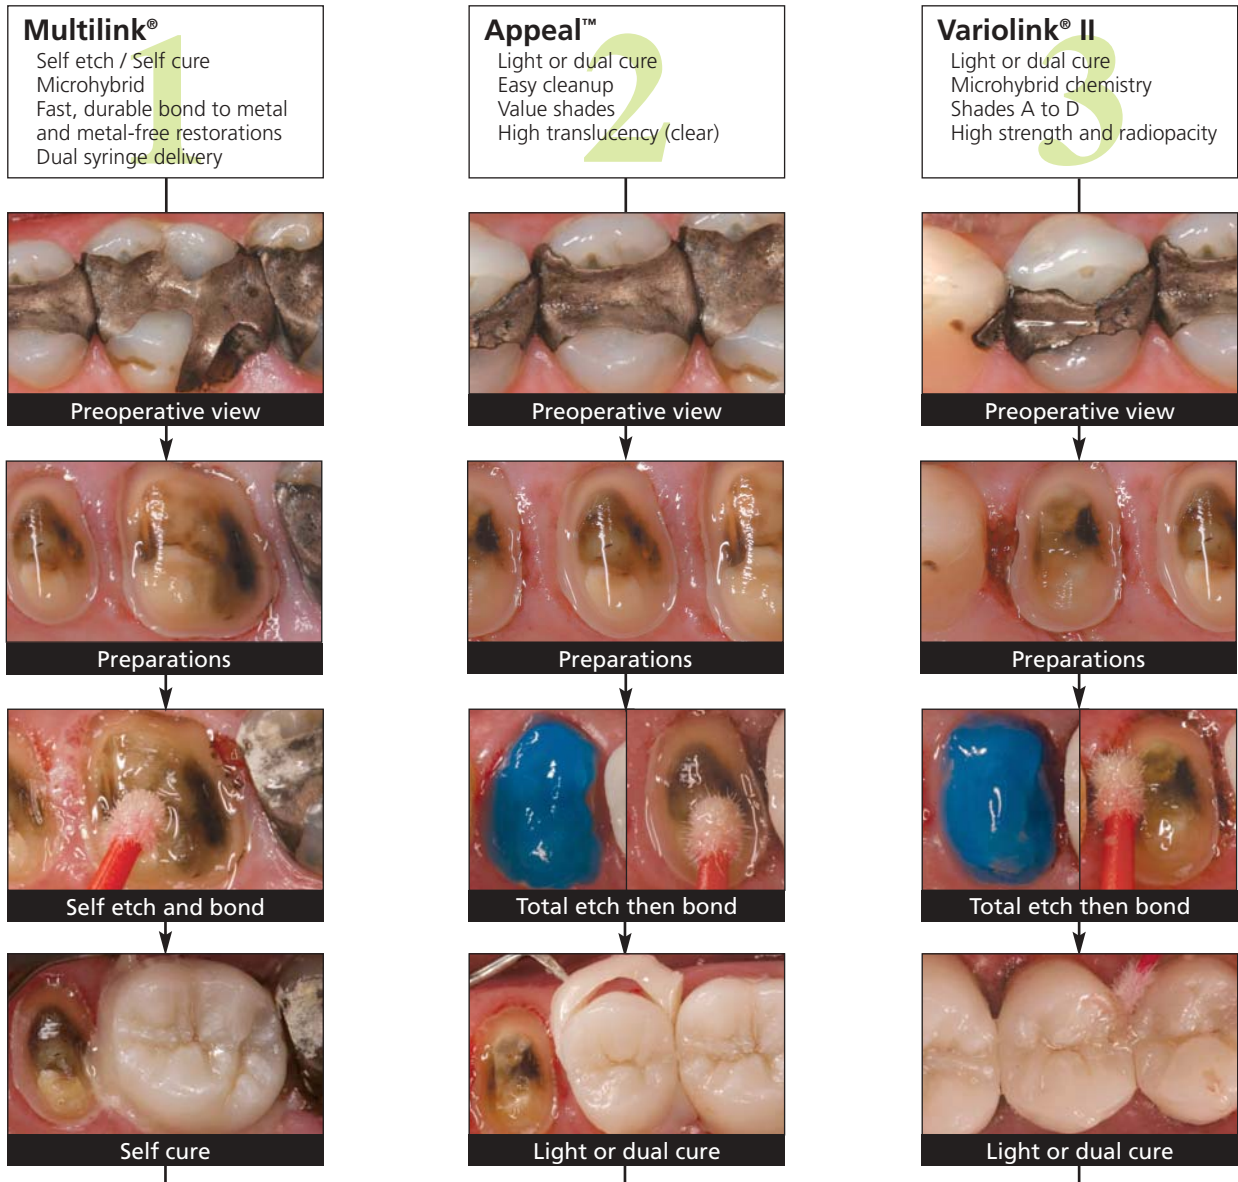 Multilink®
1
Self etch / Self cure
Microhybrid
Fast, durable bond to metal
and metal-free restorations
Dual syringe delivery
Appeal™
2
Light or dual cure
Easy cleanup
Value shades
High translucency (clear)
Variolink® II
3
Light or dual cure
Microhybrid chemistry
Shades A to D
High strength and radiopacity
Preoperative view
Preoperative view
Preoperative view
Preparations
Preparations
Preparations
Self etch and bond
Total etch then bond
Total etch then bond
Self cure
Light or dual cure
Light or dual cure